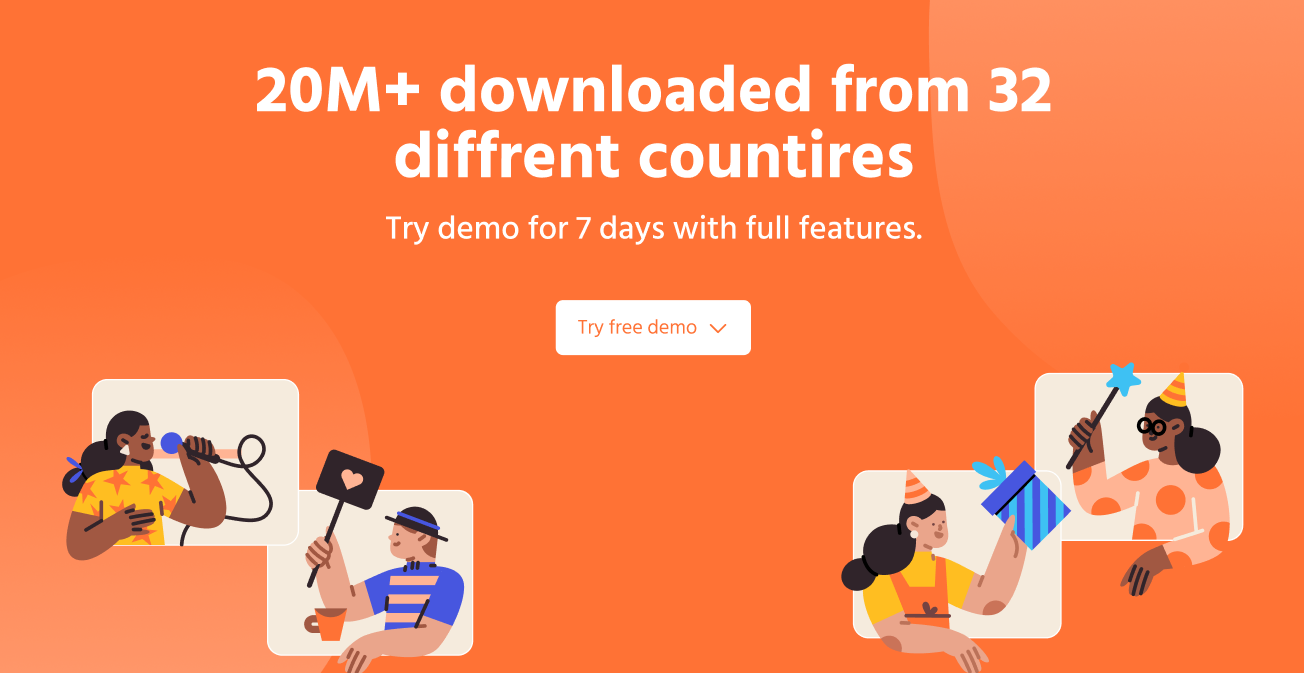 20M+ downloaded from 32
diffrent countires
Try demo for 7 days with full features.
Try free demo